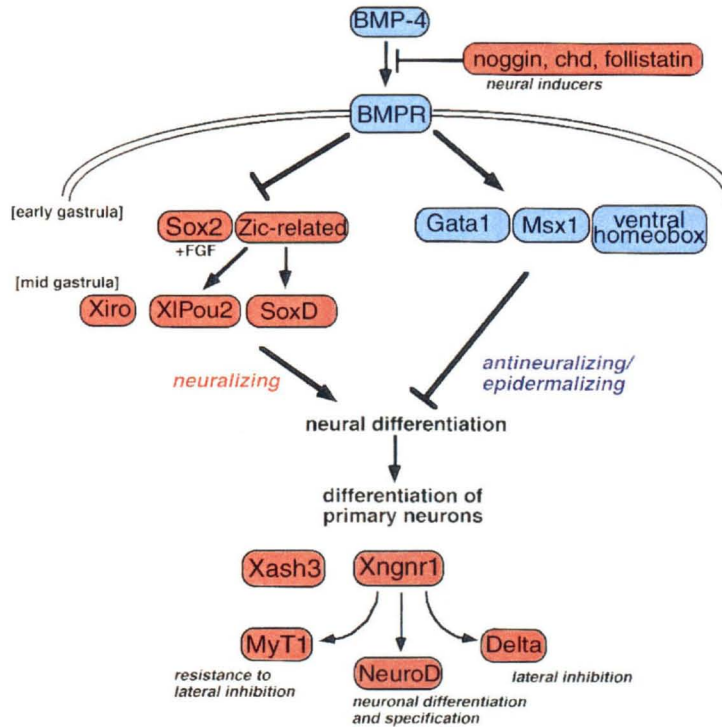 BMP-4
noggin, chd, follistatin
neural inducers
BMPR
[early gastrula]
Sox2 Zic-related
+FGF
Gata1 Msx1 ventral
homeobox
[mid gastrula]
Xiro XlPou2 SoxD
neuralizing
antineuralizing/
epidermalizing
neural differentiation
differentiation of
primary neurons
Xash3 Xngnr1
MyT1 NeuroD Delta
resistance to
lateral inhibition
neuronal differentiation
and specification
lateral inhibition